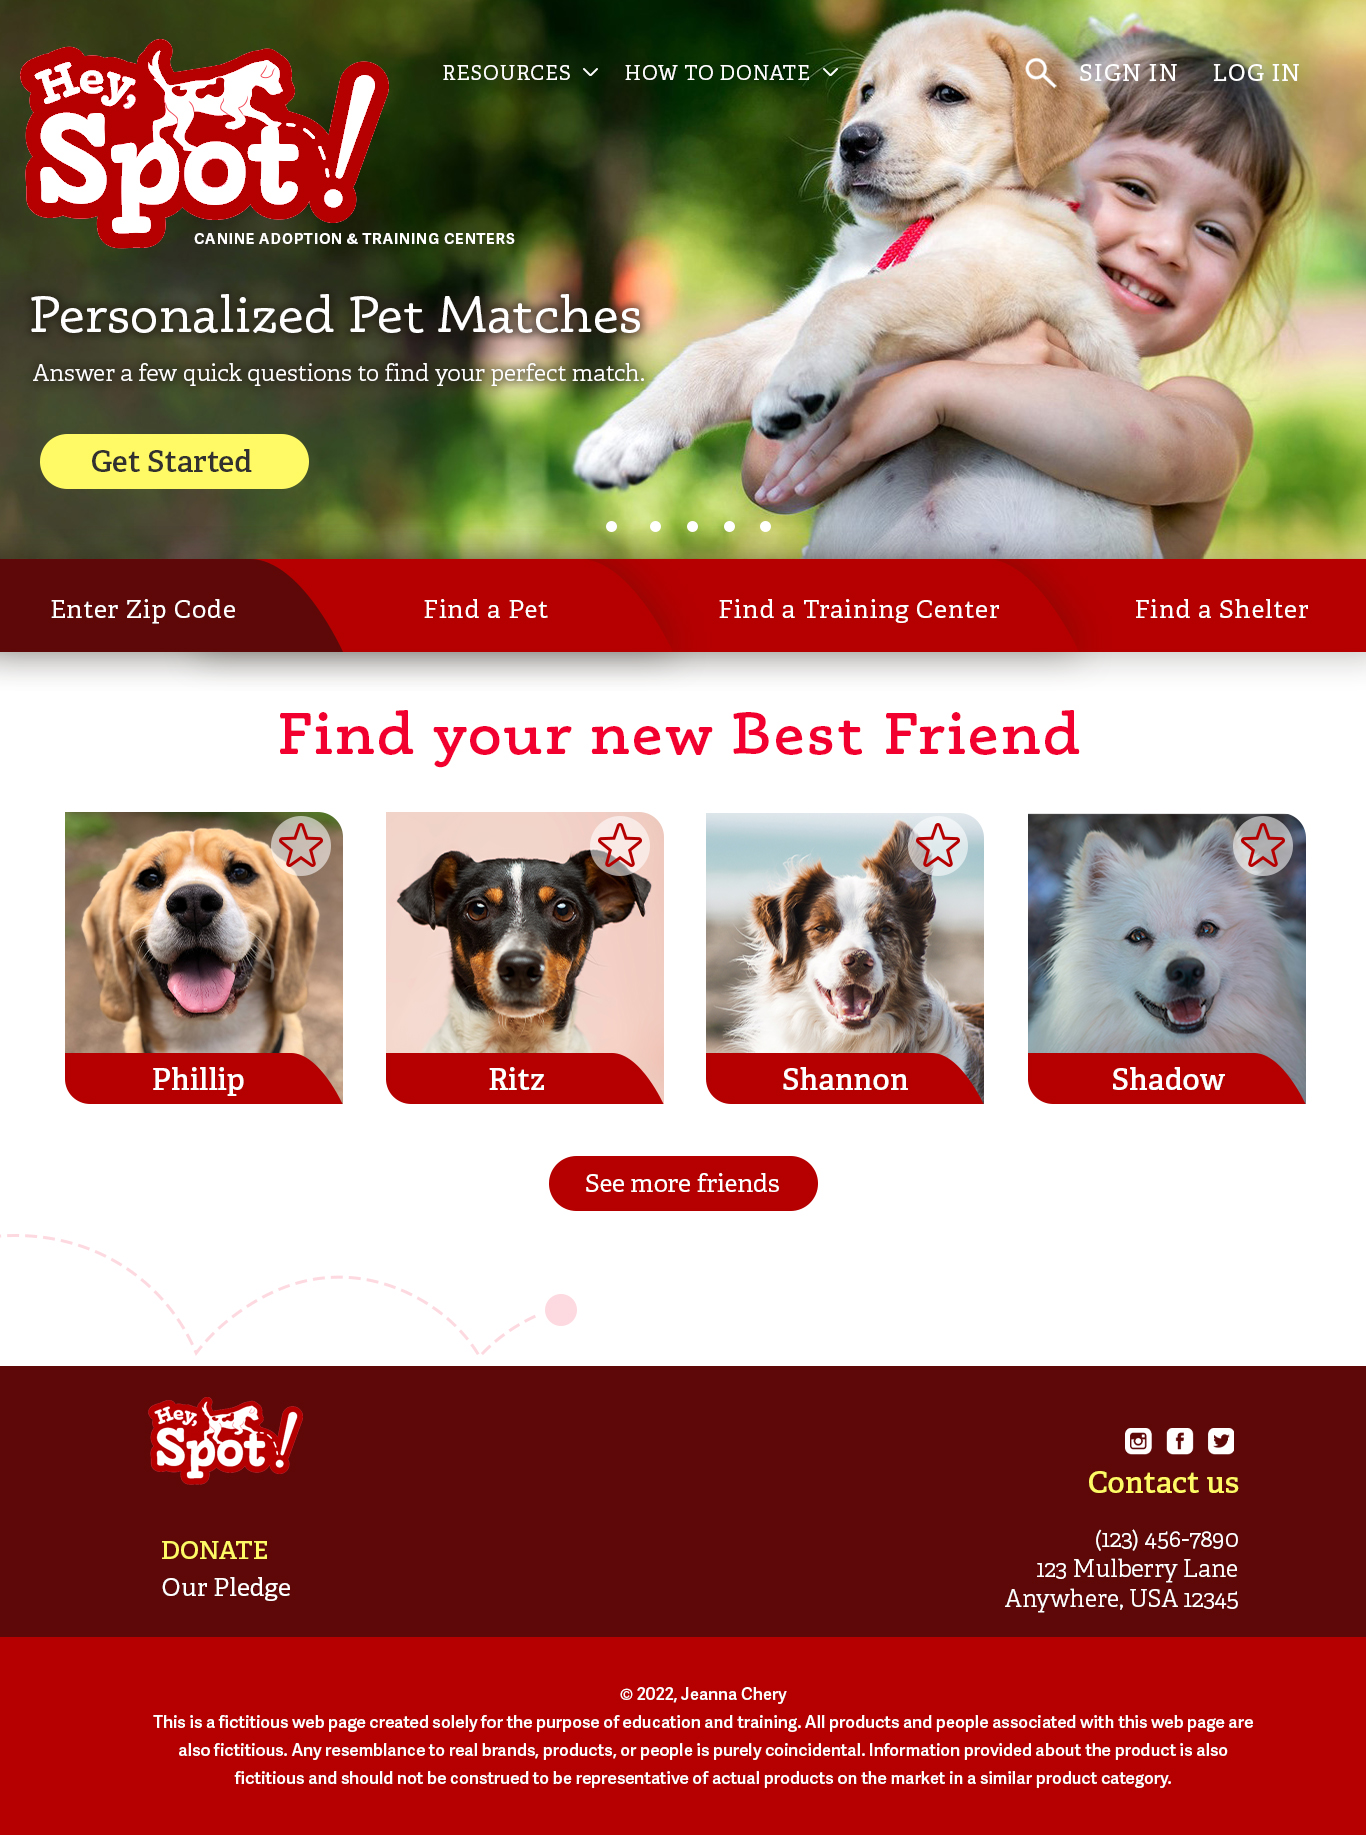 Hey,
Spot!
CANINE ADOPTION & TRAINING CENTERS
RESOURCES
HOW TO DONATE
SIGN IN
LOG IN
Personalized Pet Matches
Answer a few quick questions to find your perfect match.
Get Started
Enter Zip Code
Find a Pet
Find a Training Center
Find a Shelter
Find your new Best Friend
Phillip
Ritz
Shannon
Shadow
See more friends
Hey,
Spot!
DONATE
Our Pledge
Contact us
(123) 456-7890
123 Mulberry Lane
Anywhere, USA 12345
© 2022, Jeanna Chery
This is a fictitious web page created solely for the purpose of education and training. All products and people associated with this web page are
also fictitious. Any resemblance to real brands, products, or people is purely coincidental. Information provided about the product is also
fictitious and should not be construed to be representative of actual products on the market in a similar product category.